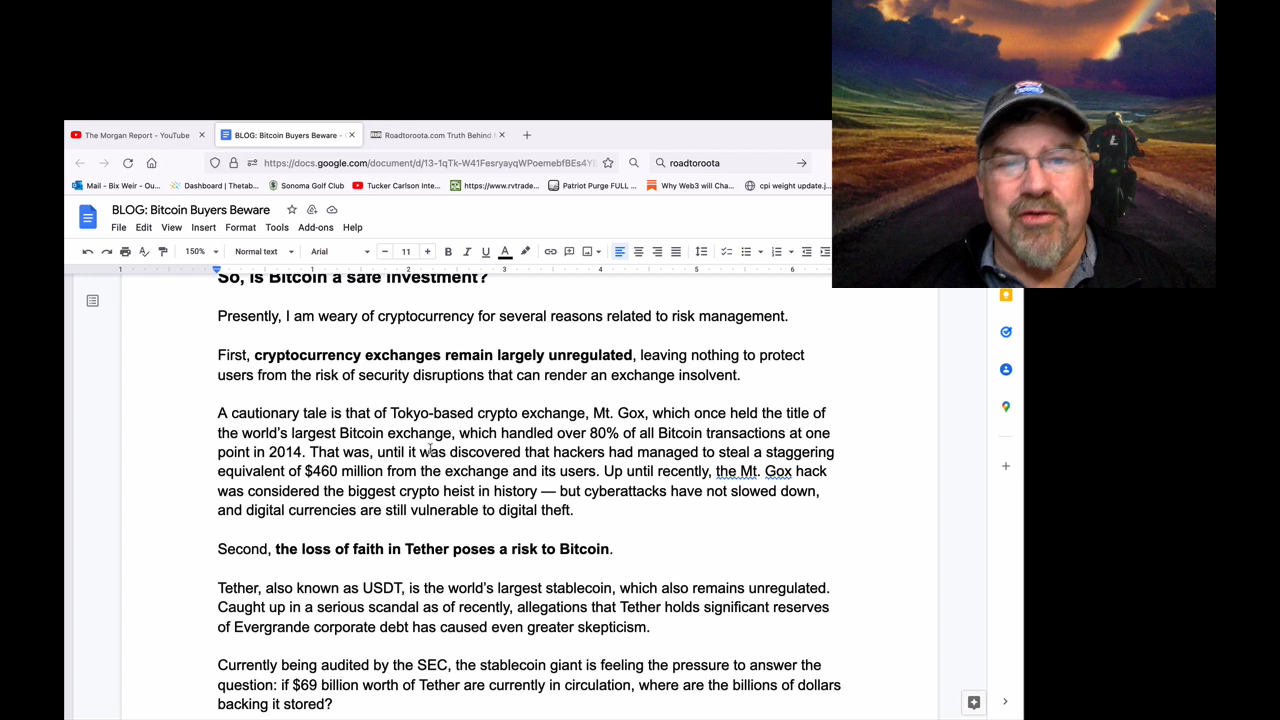 The Morgan Report - YouTube
BLOG: Bitcoin Buyers Beware -
Roadtoroota.com Truth Behind
https://docs.google.com/document/d/13-1qTk-W41FesryayqWPoemebfBEs4Y
roadtoroota
Mail - Bix Weir - Ou...
Dashboard | Thetab...
Sonoma Golf Club
Tucker Carlson Inte...
https://www.rvtrade...
Patriot Purge FULL ...
Why Web3 will Cha...
cpi weight update.j...
BLOG: Bitcoin Buyers Beware
File Edit View Insert Format Tools Add-ons Help
150% Normal text Arial 11 B I U A
1 1 2 3 4 5 6
So, is Bitcoin a safe investment?
Presently, I am weary of cryptocurrency for several reasons related to risk management.
First, cryptocurrency exchanges remain largely unregulated, leaving nothing to protect
users from the risk of security disruptions that can render an exchange insolvent.
A cautionary tale is that of Tokyo-based crypto exchange, Mt. Gox, which once held the title of
the world's largest Bitcoin exchange, which handled over 80% of all Bitcoin transactions at one
point in 2014. That was, until it was discovered that hackers had managed to steal a staggering
equivalent of $460 million from the exchange and its users. Up until recently, the Mt. Gox hack
was considered the biggest crypto heist in history — but cyberattacks have not slowed down,
and digital currencies are still vulnerable to digital theft.
Second, the loss of faith in Tether poses a risk to Bitcoin.
Tether, also known as USDT, is the world's largest stablecoin, which also remains unregulated.
Caught up in a serious scandal as of recently, allegations that Tether holds significant reserves
of Evergrande corporate debt has caused even greater skepticism.
Currently being audited by the SEC, the stablecoin giant is feeling the pressure to answer the
question: if $69 billion worth of Tether are currently in circulation, where are the billions of dollars
backing it stored?